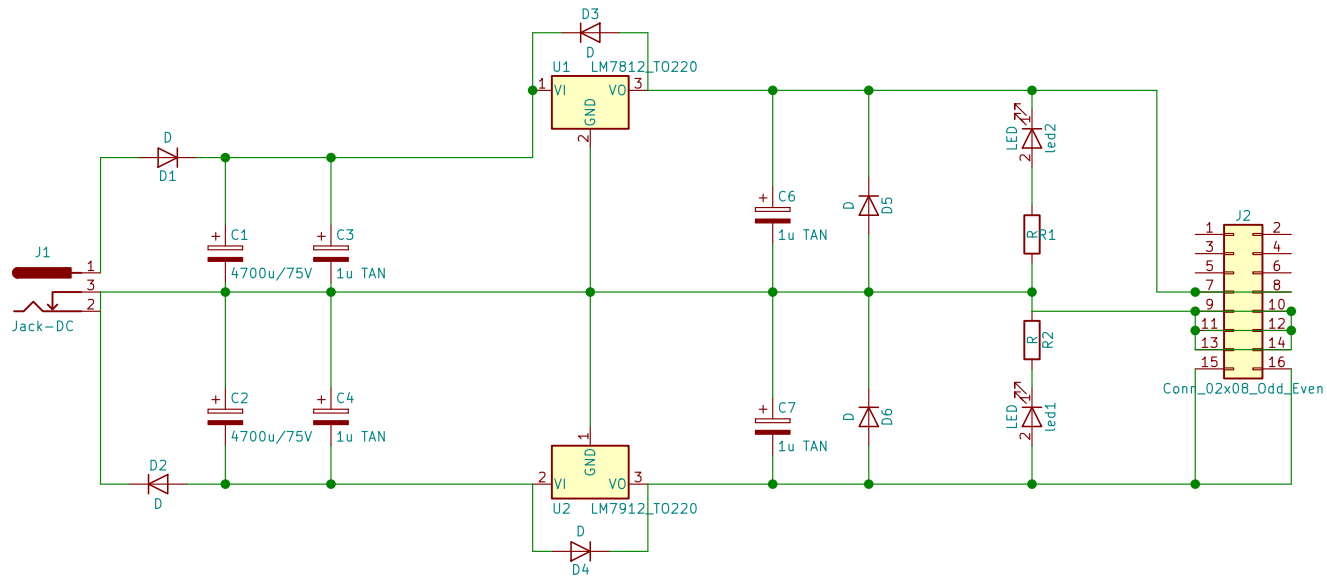 D3
D
U1 LM7812_TO220
1 VI VO 3
GND
2
D
D1
LED
1
2
led2
C6
1u TAN
D
D5
R
R1
J2
1 2
3 4
5 6
7 8
9 10
11 12
13 14
15 16
Conn_02x08_Odd_Even
J1
1
3
2
Jack-DC
C1
4700u/75V
C3
1u TAN
R
R2
C2
4700u/75V
C4
1u TAN
C7
1u TAN
D
D6
LED
1
2
led1
D2
D
1
GND
2 VI VO 3
U2 LM7912_TO220
D
D4